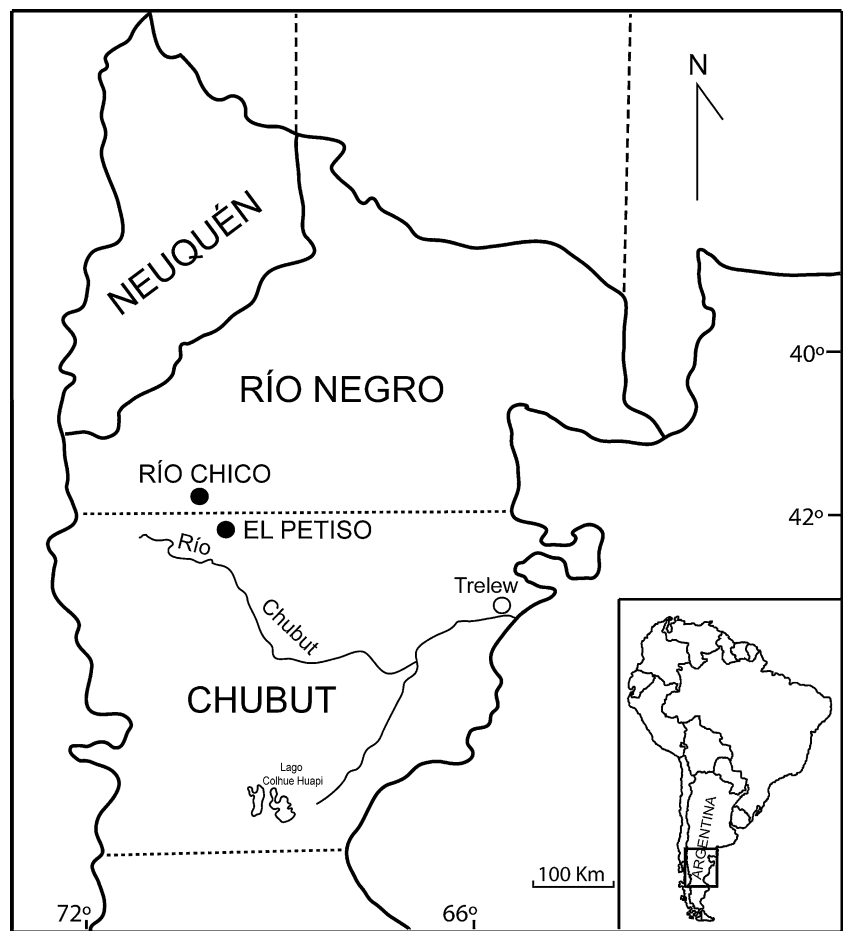 N
NEUQUÉN
40º
RÍO NEGRO
RÍO CHICO
42º
EL PETISO
Río
Trelew
Chubut
CHUBUT
Lago
Colhue Huapi
ARGENTINA
100 Km
72º
66º